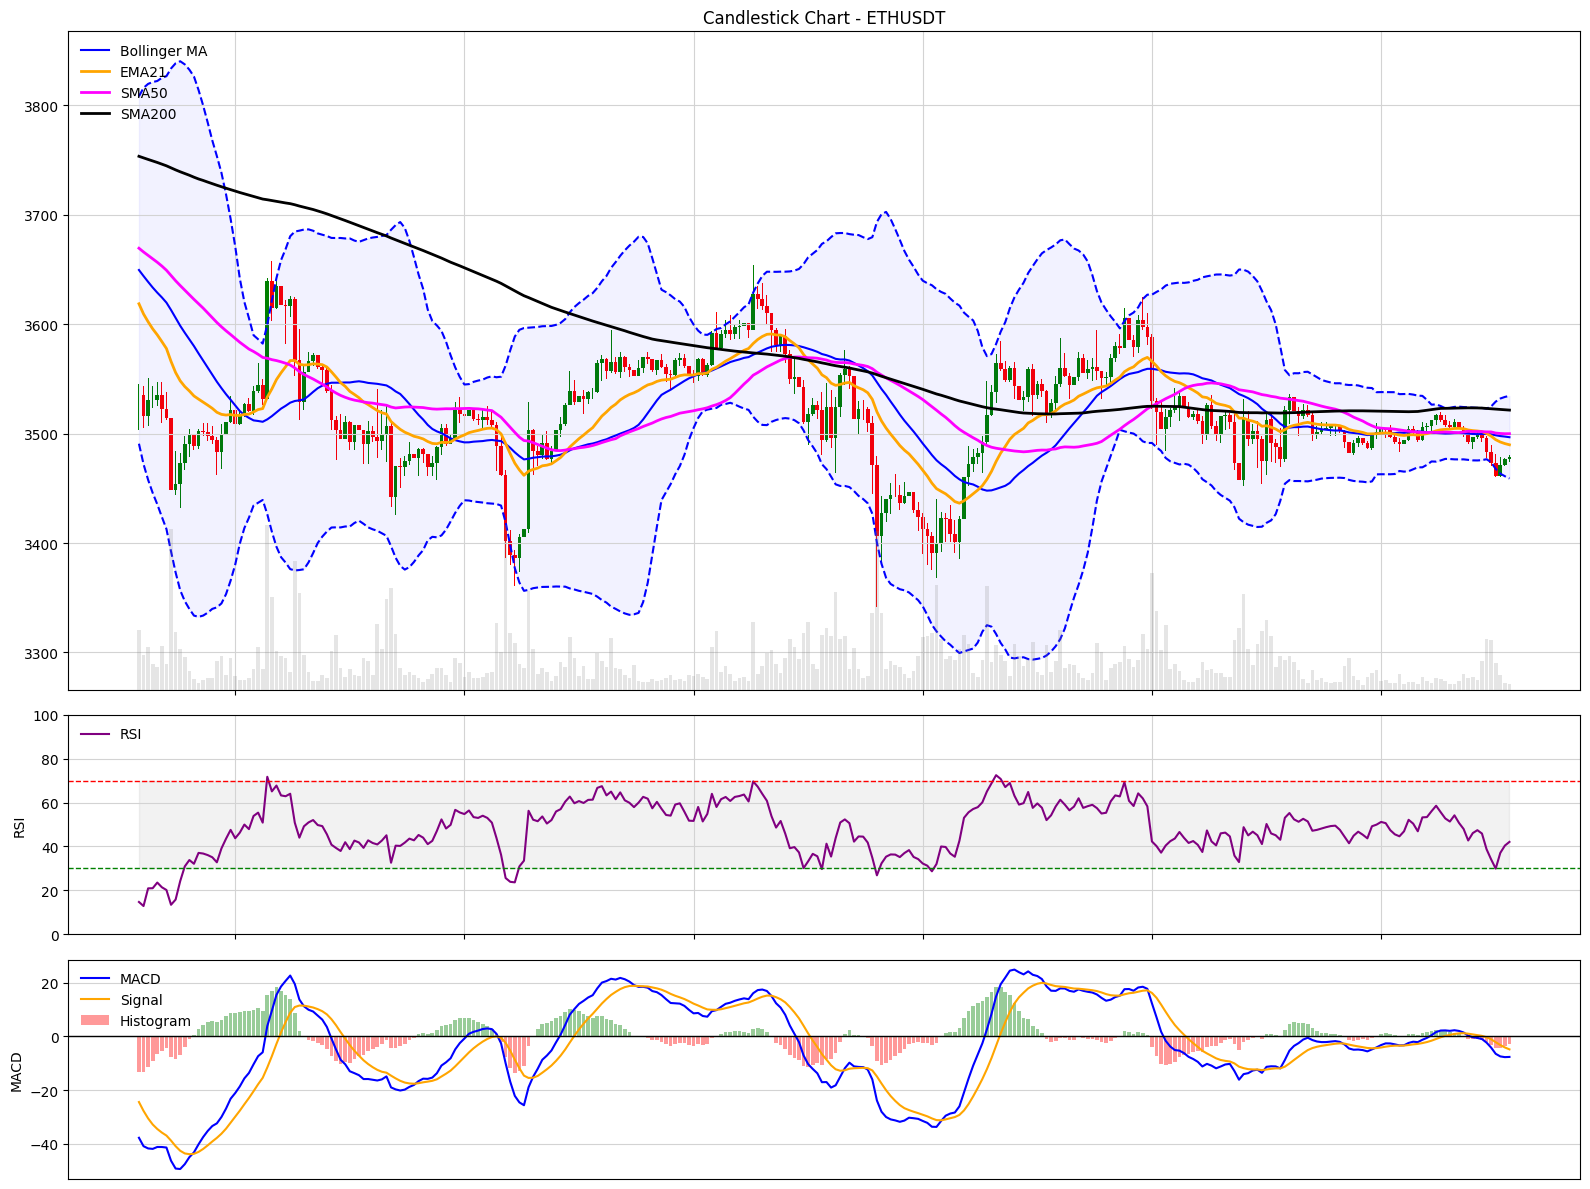 Candlestick Chart - ETHUSDT
Bollinger MA
EMA21
SMA50
SMA200
3800
3700
3600
3500
3400
3300
RSI
100
80
60
40
20
0
RSI
MACD
Signal
Histogram
20
0
−20
−40
MACD